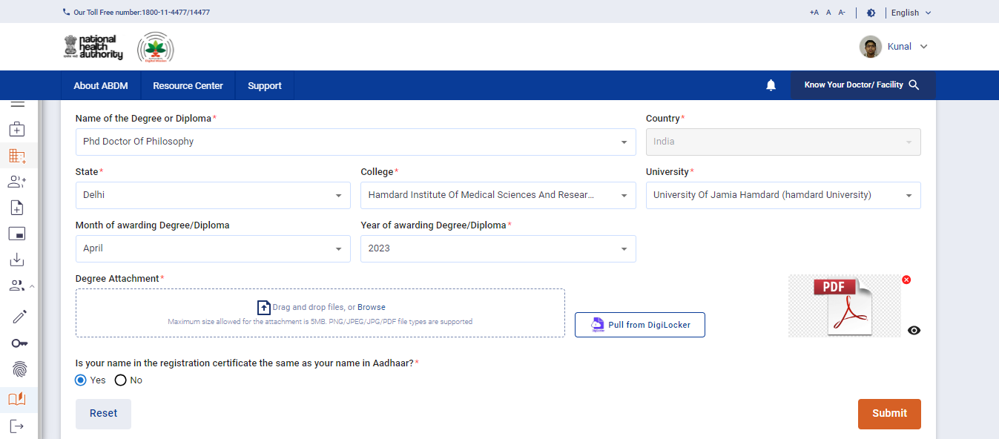 Our Toll Free number:1800-11-4477/14477
+A A A- English
national
health
authority
Kunal
About ABDM Resource Center Support Know Your Doctor/ Facility
Name of the Degree or Diploma* Country*
Phd Doctor Of Philosophy India
State* College* University*
Delhi Hamdard Institute Of Medical Sciences And Resear... University Of Jamia Hamdard (hamdard University)
Month of awarding Degree/Diploma Year of awarding Degree/Diploma*
April 2023
Degree Attachment*
PDF
Drag and drop files, or Browse
Maximum size allowed for the attachment is 5MB. PNG/JPEG/JPG/PDF file types are supported
Pull from DigiLocker
Is your name in the registration certificate the same as your name in Aadhaar?*
Yes No
Reset Submit